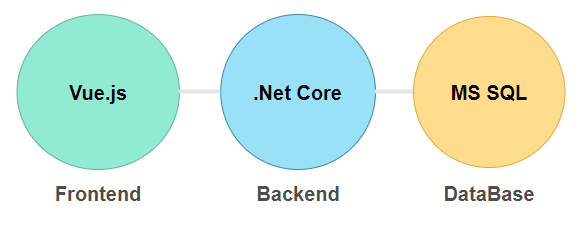 Vue.js
.Net Core
MS SQL
Frontend
Backend
DataBase